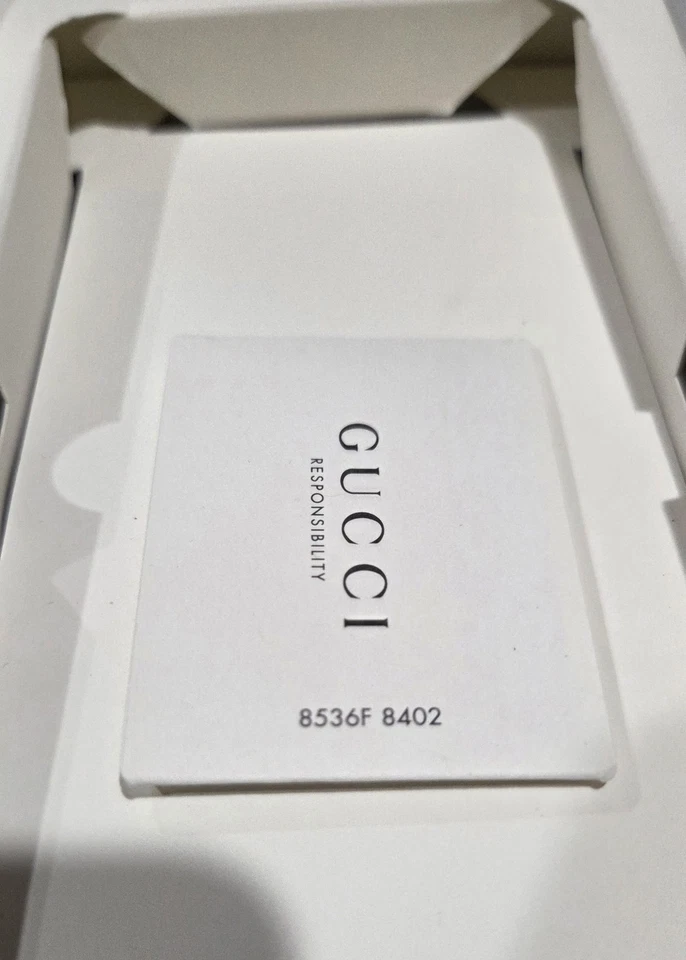 GUCCI
RESPONSIBILITY
8536F 8402